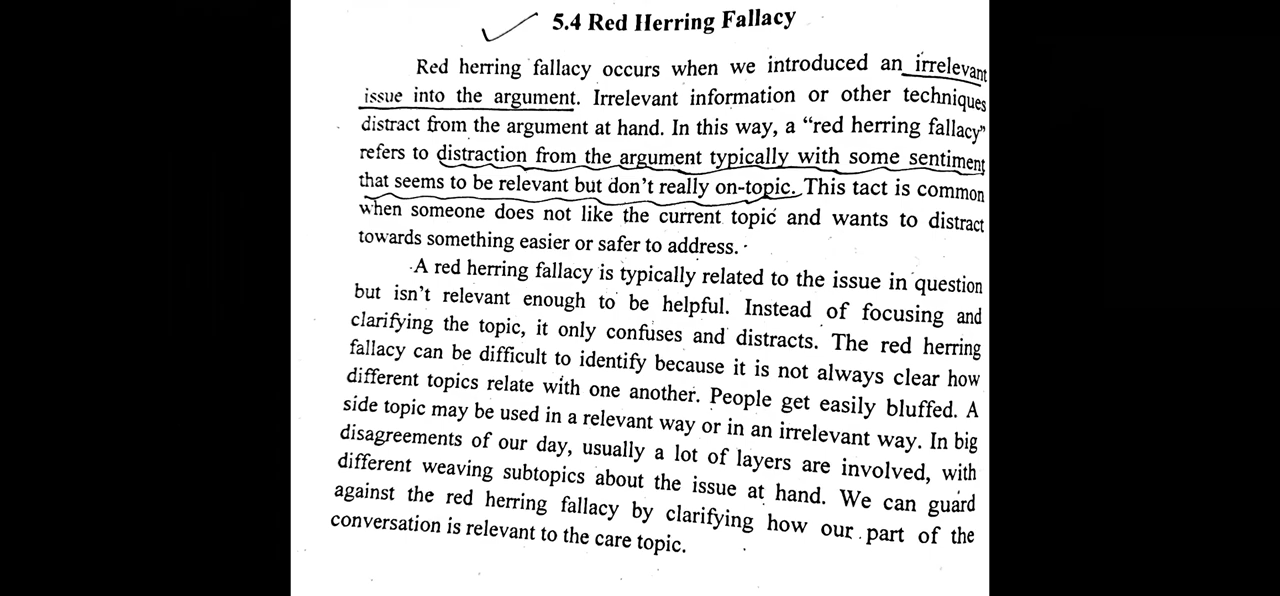 5.4 Red Herring Fallacy
Red herring fallacy occurs when we introduced an irrelevant
issue into the argument. Irrelevant information or other techniques
distract from the argument at hand. In this way, a “red herring fallacy”
refers to distraction from the argument typically with some sentiment
that seems to be relevant but don’t really on-topic. This tact is common
when someone does not like the current topic and wants to distract
towards something easier or safer to address.
A red herring fallacy is typically related to the issue in question
but isn’t relevant enough to be helpful. Instead of focusing and
clarifying the topic, it only confuses and distracts. The red herring
fallacy can be difficult to identify because it is not always clear how
different topics relate with one another. People get easily bluffed. A
side topic may be used in a relevant way or in an irrelevant way. In big
disagreements of our day, usually a lot of layers are involved, with
different weaving subtopics about the issue at hand. We can guard
against the red herring fallacy by clarifying how our part of the
conversation is relevant to the care topic.